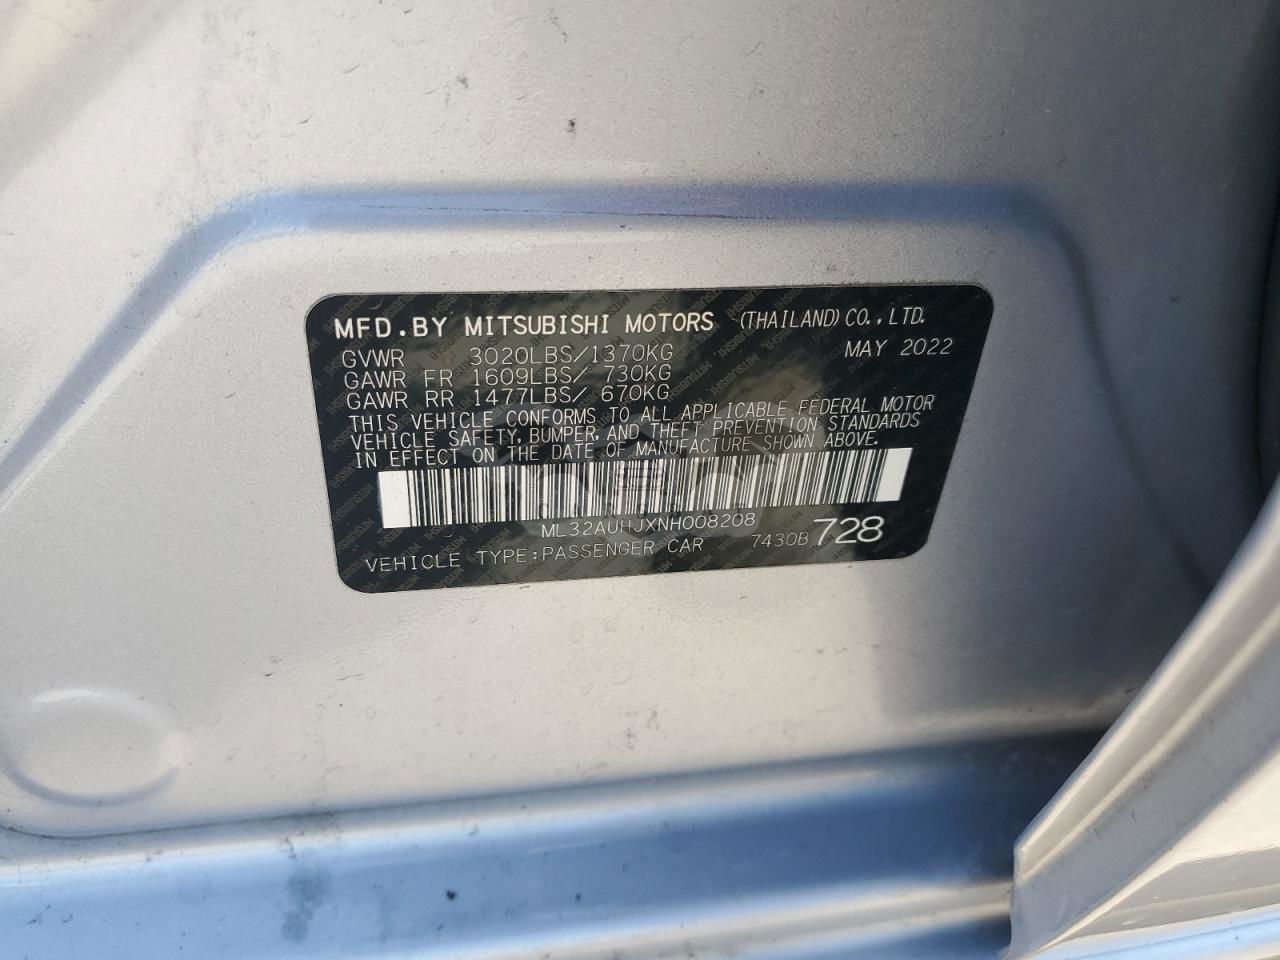 MFD.BY MITSUBISHI MOTORS (THAILAND)CO.,LTD.
GVWR 3020LBS/1370KG MAY 2022
GAWR FR 1609LBS/ 730KG
GAWR RR 1477LBS/ 670KG
THIS VEHICLE CONFORMS TO ALL APPLICABLE FEDERAL MOTOR
VEHICLE SAFETY, BUMPER, AND THEFT PREVENTION STANDARDS
IN EFFECT ON THE DATE OF MANUFACTURE SHOWN ABOVE.
ML32AUHJXNH008208
VEHICLE TYPE:PASSENGER CAR 7430B 728